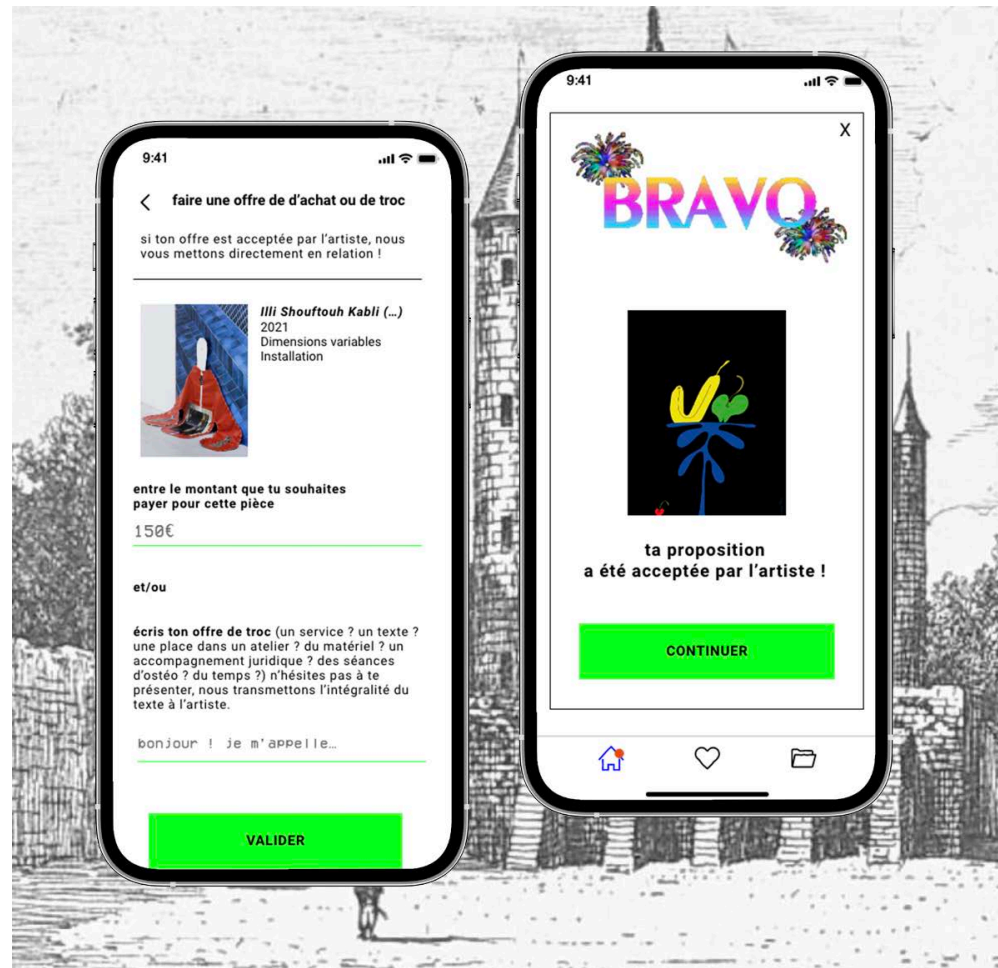 9:41
faire une offre de d'achat ou de troc
si ton offre est acceptée par l'artiste, nous
vous mettons directement en relation !
Illi Shouftouh Kabli (...)
2021
Dimensions variables
Installation
entre le montant que tu souhaites
payer pour cette pièce
150€
et/ou
écris ton offre de troc (un service ? un texte ?
une place dans un atelier ? du matériel ? un
accompagnement juridique ? des séances
d'ostéo ? du temps ?) n'hésites pas à te
présenter, nous transmettons l'intégralité du
texte à l'artiste.
bonjour ! je m'appelle…
VALIDER
9:41
X
BRAVO
ta proposition
a été acceptée par l'artiste !
CONTINUER